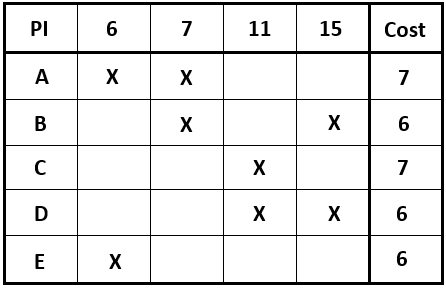 PI 6 7 11 15 Cost
A X X 7
B X X 6
C X 7
D X X 6
E X 6